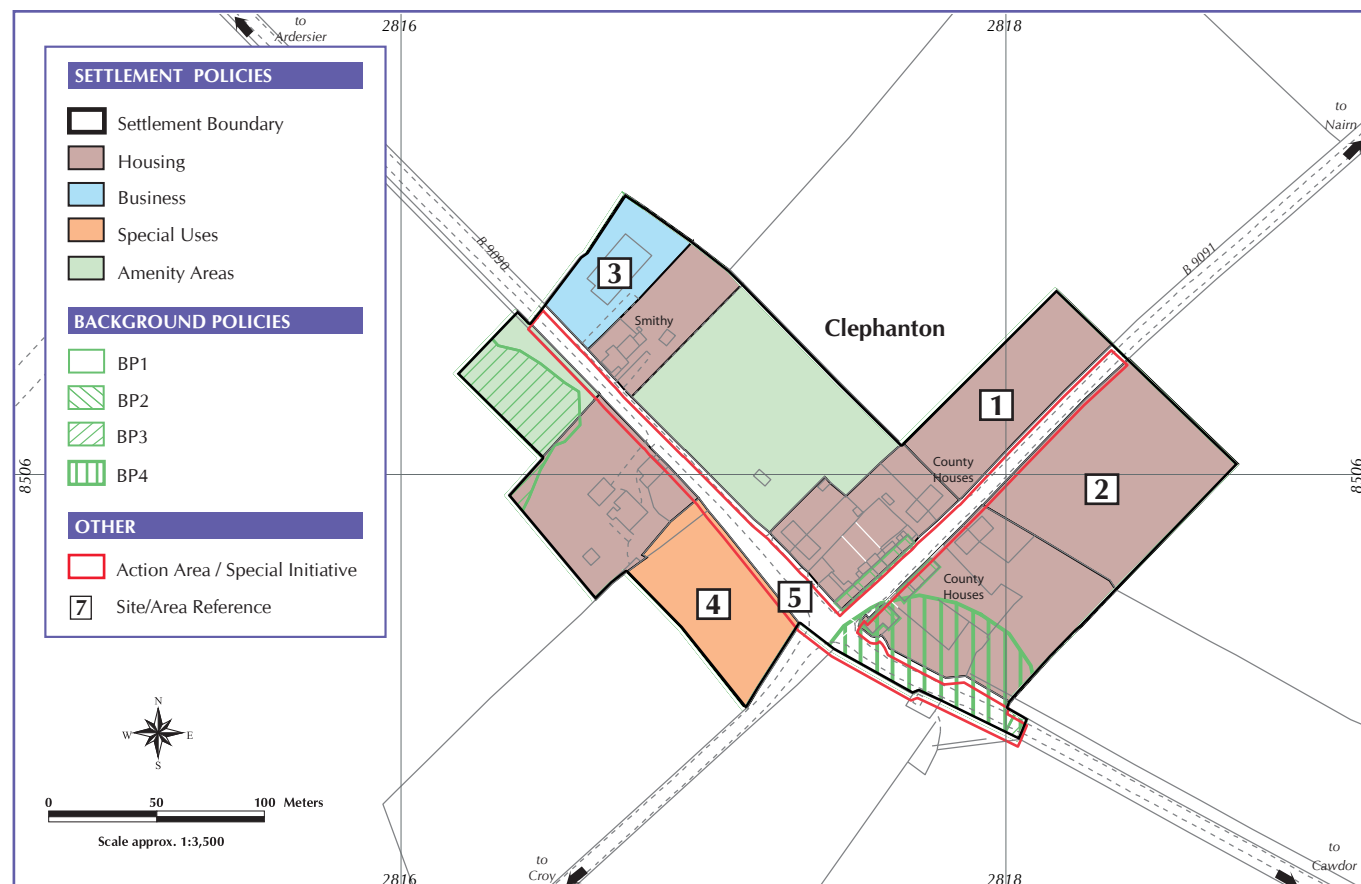 to
Ardersier
2816
2818
SETTLEMENT POLICIES
Settlement Boundary
Housing
Business
Special Uses
Amenity Areas
BACKGROUND POLICIES
BP1
BP2
BP3
BP4
OTHER
Action Area / Special Initiative
7 Site/Area Reference
to
Nairn
B 9090
B 9091
3
Smithy
Clephanton
1
County
Houses
2
8506
8506
County
Houses
4
5
N
W E
S
0 50 100 Meters
Scale approx. 1:3,500
to
Croy
to
Cawdor
2816
2818